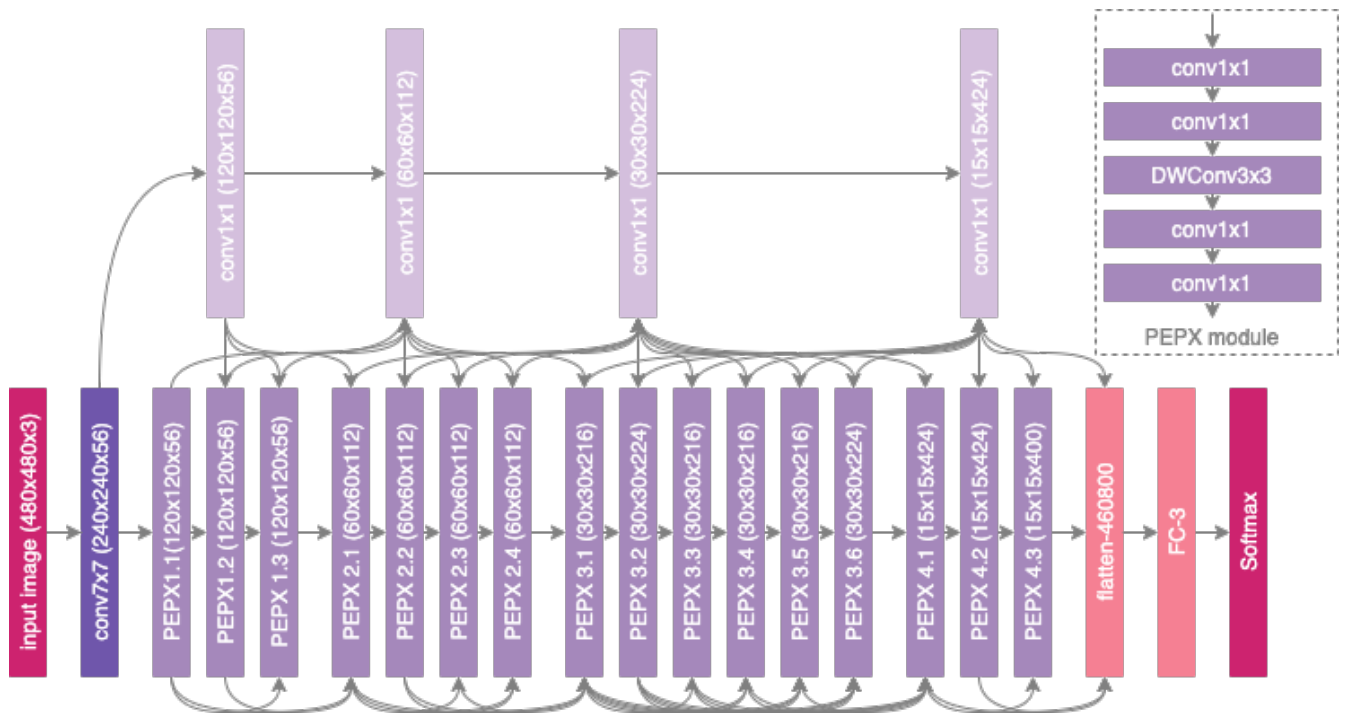 conv1x1 (120x120x56)
conv1x1 (60x60x112)
conv1x1 (30x30x224)
conv1x1 (15x15x424)
conv1x1
conv1x1
DWConv3x3
conv1x1
conv1x1
PEPX module
input image (480x480x3)
conv7x7 (240x240x56)
PEPX1.1(120x120x56)
PEPX1.2 (120x120x56)
PEPX 1.3 (120x120x56)
PEPX 2.1 (60x60x112)
PEPX 2.2 (60x60x112)
PEPX 2.3 (60x60x112)
PEPX 2.4 (60x60x112)
PEPX 3.1 (30x30x216)
PEPX 3.2 (30x30x224)
PEPX 3.3 (30x30x216)
PEPX 3.4 (30x30x216)
PEPX 3.5 (30x30x216)
PEPX 3.6 (30x30x224)
PEPX 4.1 (15x15x424)
PEPX 4.2 (15x15x424)
PEPX 4.3 (15x15x400)
flatten-460800
FC-3
Softmax